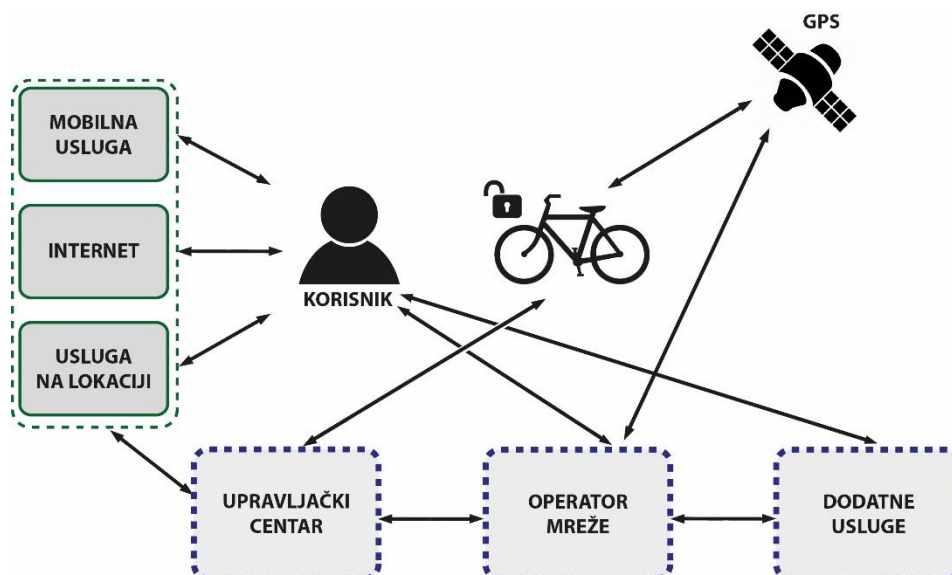 GPS
MOBILNA
USLUGA
INTERNET
KORISNIK
USLUGA
NA LOKACIJI
UPRAVLJAČKI
CENTAR
OPERATOR
MREŽE
DODATNE
USLUGE